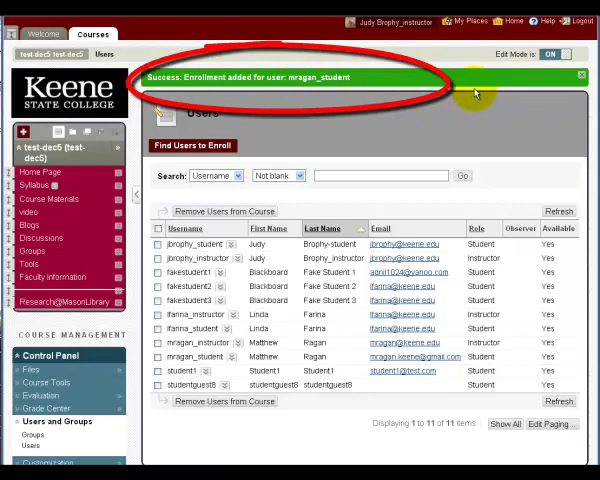 Judy Brophy_instructor My Places Home Help Logout
Welcome Courses
test-dec5 test-dec5 Users Edit Mode is: ON
Success: Enrollment added for user: mragan_student
Keene
STATE COLLEGE
Users
Find Users to Enroll
Search: Username Not blank Go
Remove Users from Course Refresh
Username First Name Last Name Email Role Observer Available
jbrophy_student Judy Brophy-student jbrophy@keene.edu Student Yes
jbrophy_instructor Judy Brophy_instructor jbrophy@keene.edu Instructor Yes
fakestudent1 Blackboard Fake Student 1 adnii1024@yahoo.com Student Yes
fakestudent2 Blackboard Fake Student 2 lfarina@keene.edu Student Yes
fakestudent3 Blackboard Fake Student 3 lfarina@keene.edu Student Yes
lfarina_instructor Linda Farina lfarina@keene.edu Instructor Yes
lfarina_student Linda Farina lfarina@keene.edu Student Yes
mragan_instructor Matthew Ragan mragan@keene.edu Instructor Yes
mragan_student Matthew Ragan mragan.keene@gmail.com Student Yes
student1 Student1 Student1 student1@test.com Student Yes
studentguest8 studentguest8 studentguest8 Student Yes
Remove Users from Course Refresh
Displaying 1 to 11 of 11 items Show All Edit Paging...
test-dec5 (test-dec5)
Home Page
Syllabus
Course Materials
video
Blogs
Discussions
Groups
Tools
Faculty Information
Research@MasonLibrary
COURSE MANAGEMENT
Control Panel
Files
Course Tools
Evaluation
Grade Center
Users and Groups
Groups
Users
Customization